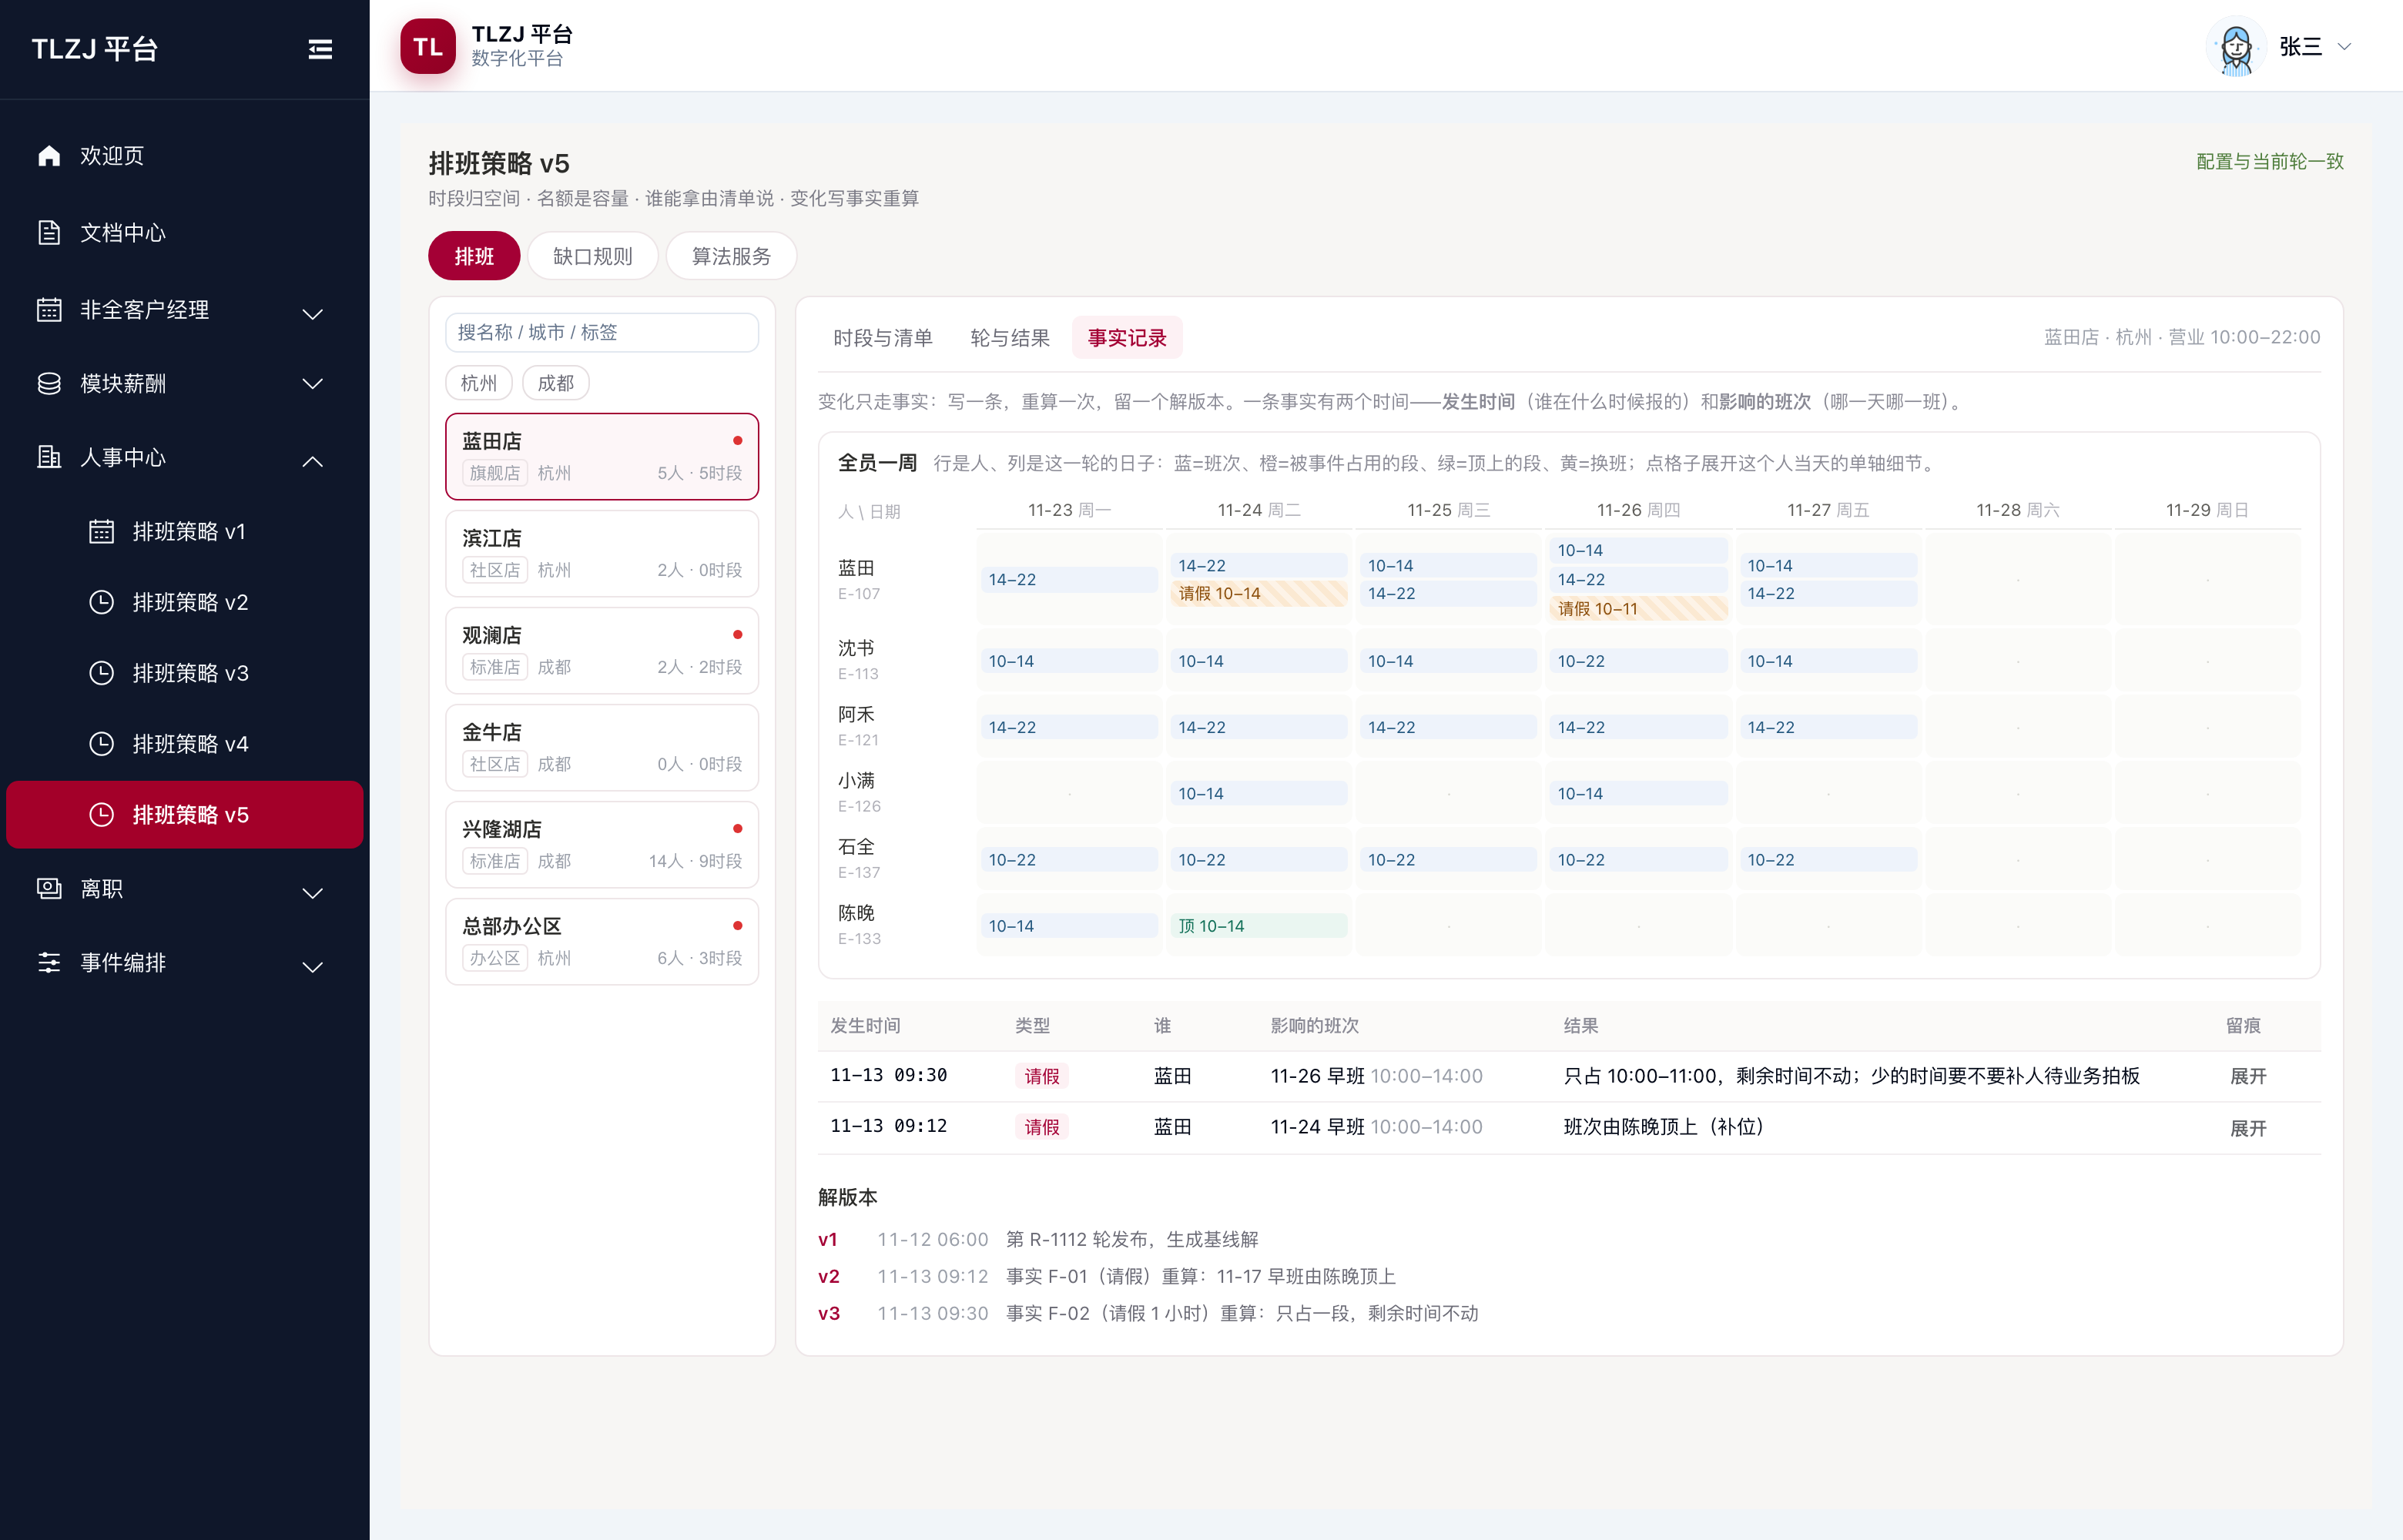 TLZJ 平台
欢迎页
文档中心
非全客户经理
模块薪酬
人事中心
排班策略 v1
排班策略 v2
排班策略 v3
排班策略 v4
排班策略 v5
离职
事件编排
TL
TLZJ 平台
数字化平台
张三
排班策略 v5
配置与当前轮一致
时段归空间 · 名额是容量 · 谁能拿由清单说 · 变化写事实重算
排班 缺口规则 算法服务
搜名称 / 城市 / 标签
杭州 成都
蓝田店
旗舰店 杭州 5人 · 5时段
滨江店
社区店 杭州 2人 · 0时段
观澜店
标准店 成都 2人 · 2时段
金牛店
社区店 成都 0人 · 0时段
兴隆湖店
标准店 成都 14人 · 9时段
总部办公区
办公区 杭州 6人 · 3时段
时段与清单 轮与结果 事实记录 蓝田店 · 杭州 · 营业 10:00–22:00
变化只走事实：写一条，重算一次，留一个解版本。一条事实有两个时间——发生时间（谁在什么时候报的）和影响的班次（哪一天哪一班）。
全员一周 行是人、列是这一轮的日子：蓝=班次、橙=被事件占用的段、绿=顶上的段、黄=换班；点格子展开这个人当天的单轴细节。
人 \ 日期 11-23 周一 11-24 周二 11-25 周三 11-26 周四 11-27 周五 11-28 周六 11-29 周日
蓝田
E-107
14–22
14–22
请假 10–14
10–14
14–22
10–14
14–22
请假 10–11
10–14
14–22
·
·
沈书
E-113
10–14 10–14 10–14 10–22 10–14 · ·
阿禾
E-121
14–22 14–22 14–22 14–22 14–22 · ·
小满
E-126
· 10–14 · 10–14 · · ·
石全
E-137
10–22 10–22 10–22 10–22 10–22 · ·
陈晚
E-133
10–14 顶 10–14 · · · · ·
发生时间 类型 谁 影响的班次 结果 留痕
11-13 09:30 请假 蓝田 11-26 早班 10:00–14:00 只占 10:00–11:00，剩余时间不动；少的时间要不要补人待业务拍板 展开
11-13 09:12 请假 蓝田 11-24 早班 10:00–14:00 班次由陈晚顶上（补位） 展开
解版本
v1 11-12 06:00 第 R-1112 轮发布，生成基线解
v2 11-13 09:12 事实 F-01（请假）重算：11-17 早班由陈晚顶上
v3 11-13 09:30 事实 F-02（请假 1 小时）重算：只占一段，剩余时间不动